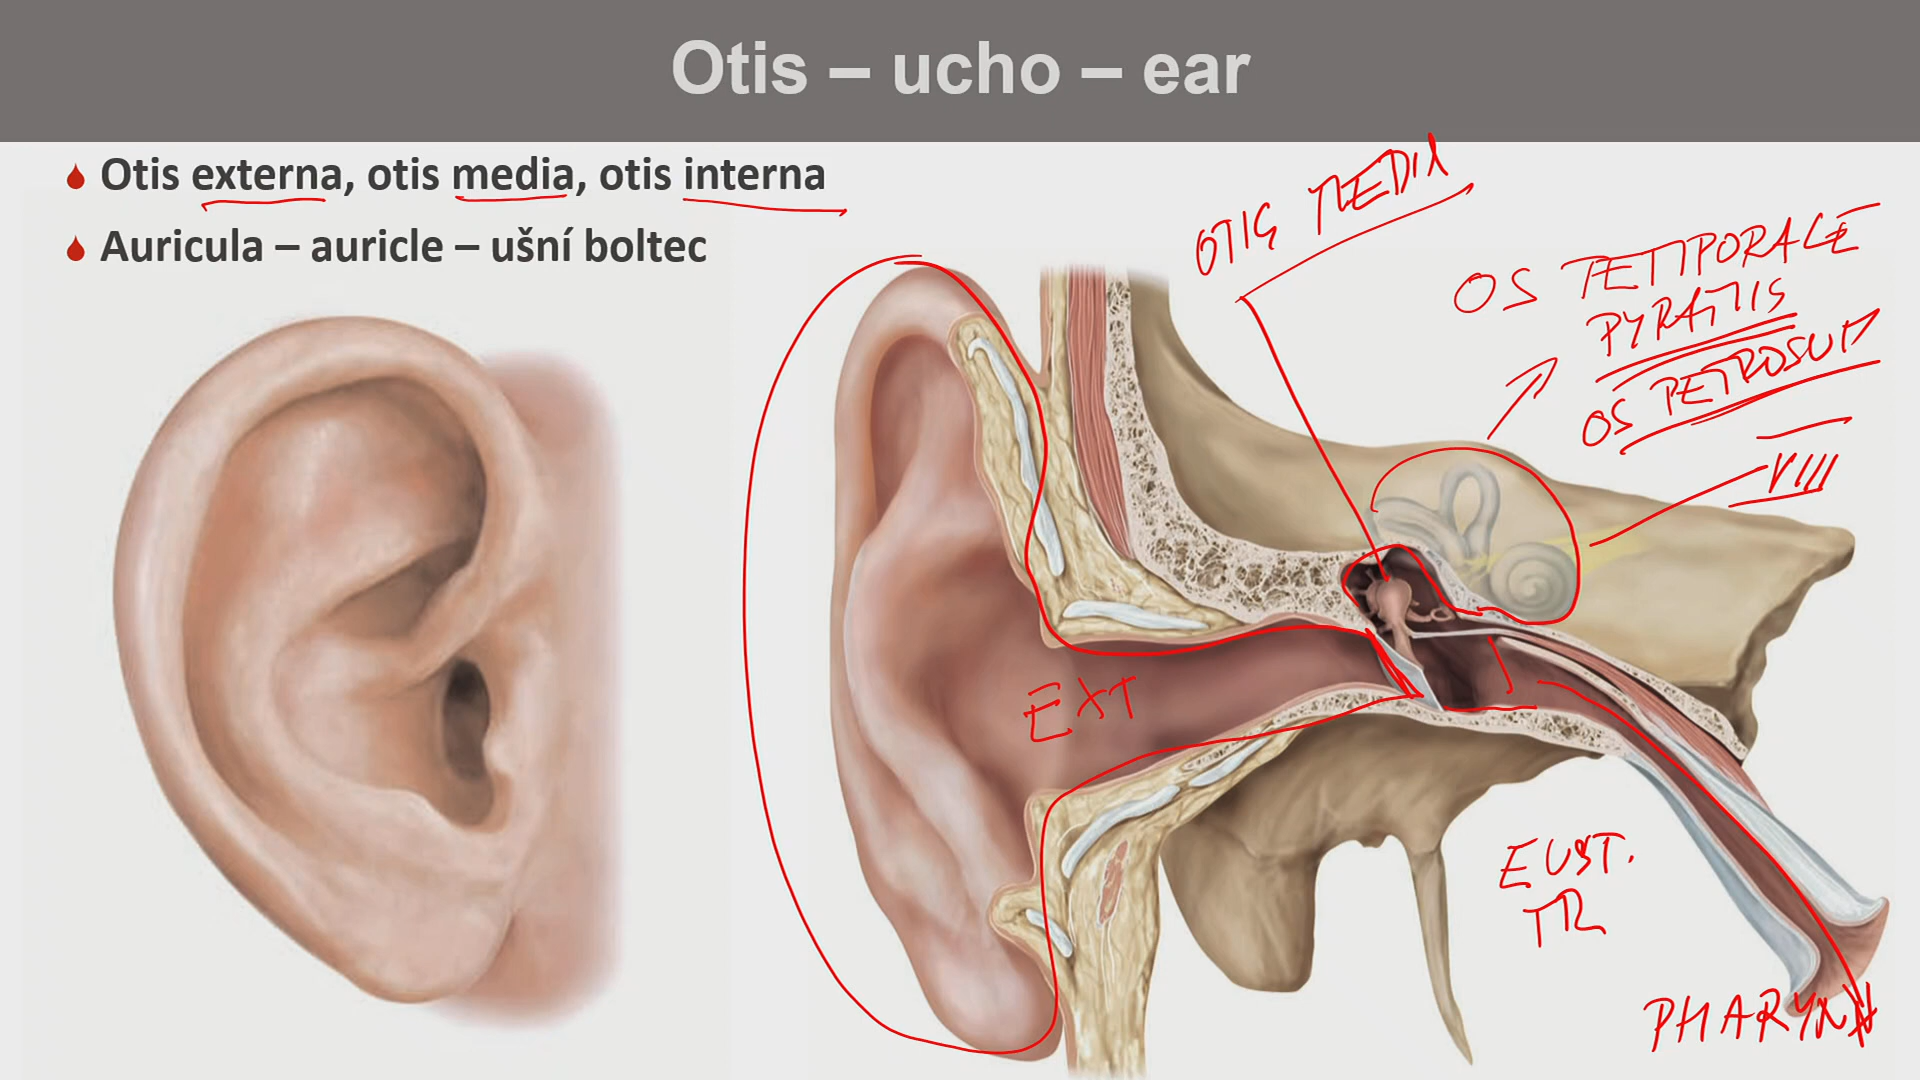 Otis – ucho – ear
Otis externa, otis media, otis interna
Auricula – auricle – ušní boltec
OTIS MEDIA
OS TEMPORALE
PYRAMIS
OS PETROSUM
VIII
EXT
EUST.
TR
PHARYNX